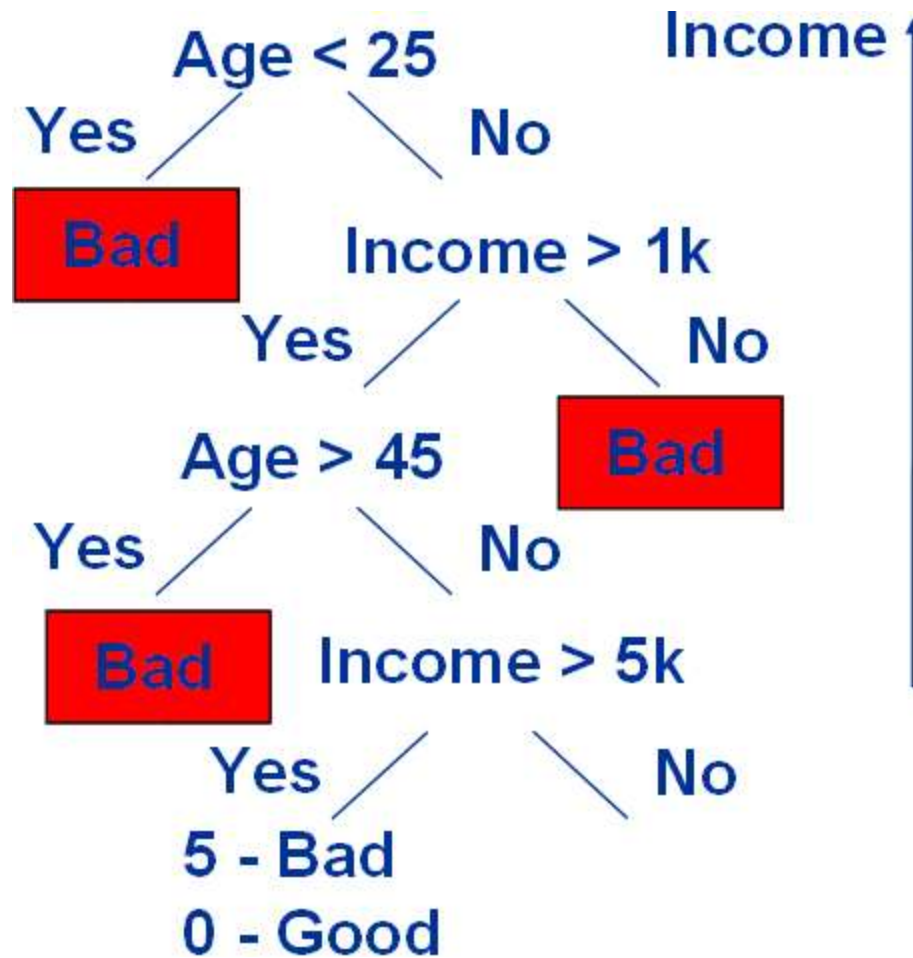 Age < 25
Income
Yes
No
Bad
Income > 1k
Yes
No
Age > 45
Bad
Yes
No
Bad
Income > 5k
Yes
No
5 - Bad
0 - Good